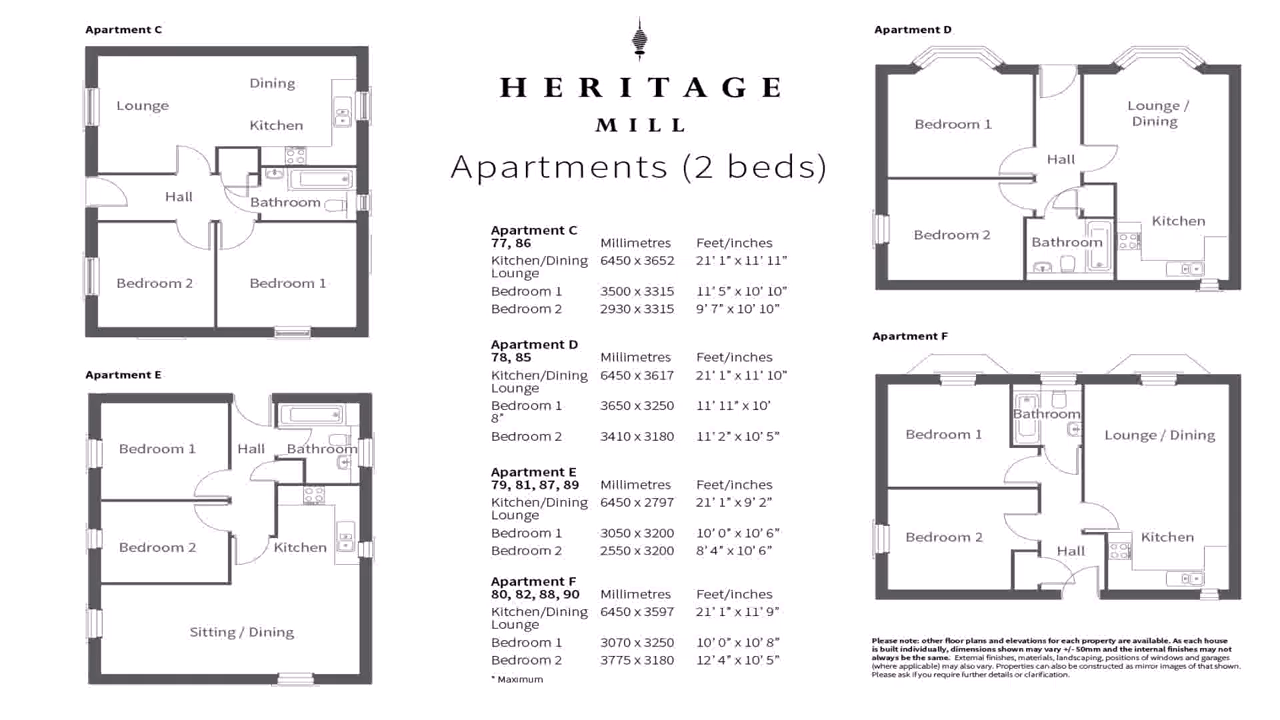 Apartment C
Dining
Lounge
Kitchen
Hall
Bathroom
Bedroom 2
Bedroom 1
Apartment E
Bedroom 1
Hall
Bathroom
Bedroom 2
Kitchen
Sitting / Dining
HERITAGE
MILL
Apartments (2 beds)
Apartment C
77, 86 Millimetres Feet/inches
Kitchen/Dining 6450 x 3652 21' 1" x 11' 11"
Lounge
Bedroom 1 3500 x 3315 11' 5" x 10' 10"
Bedroom 2 2930 x 3315 9' 7" x 10' 10"
Apartment D
78, 85 Millimetres Feet/inches
Kitchen/Dining 6450 x 3617 21' 1" x 11' 10"
Lounge
Bedroom 1 3650 x 3250 11' 11" x 10'
8"
Bedroom 2 3410 x 3180 11' 2" x 10' 5"
Apartment E
79, 81, 87, 89 Millimetres Feet/inches
Kitchen/Dining 6450 x 2797 21' 1" x 9' 2"
Lounge
Bedroom 1 3050 x 3200 10' 0" x 10' 6"
Bedroom 2 2550 x 3200 8' 4" x 10' 6"
Apartment F
80, 82, 88, 90 Millimetres Feet/inches
Kitchen/Dining 6450 x 3597 21' 1" x 11' 9"
Lounge
Bedroom 1 3070 x 3250 10' 0" x 10' 8"
Bedroom 2 3775 x 3180 12' 4" x 10' 5"
* Maximum
Apartment D
Bedroom 1
Lounge /
Dining
Hall
Kitchen
Bedroom 2
Bathroom
Apartment F
Bathroom
Bedroom 1
Lounge / Dining
Bedroom 2
Kitchen
Hall
Please note: other floor plans and elevations for each property are available. As each house
is built individually, dimensions shown may vary +/- 50mm and the internal finishes may not
always be the same. External finishes, materials, landscaping, positions of windows and garages
(where applicable) may also vary. Properties can also be constructed as mirror images of that shown.
Please ask if you require further details or clarification.